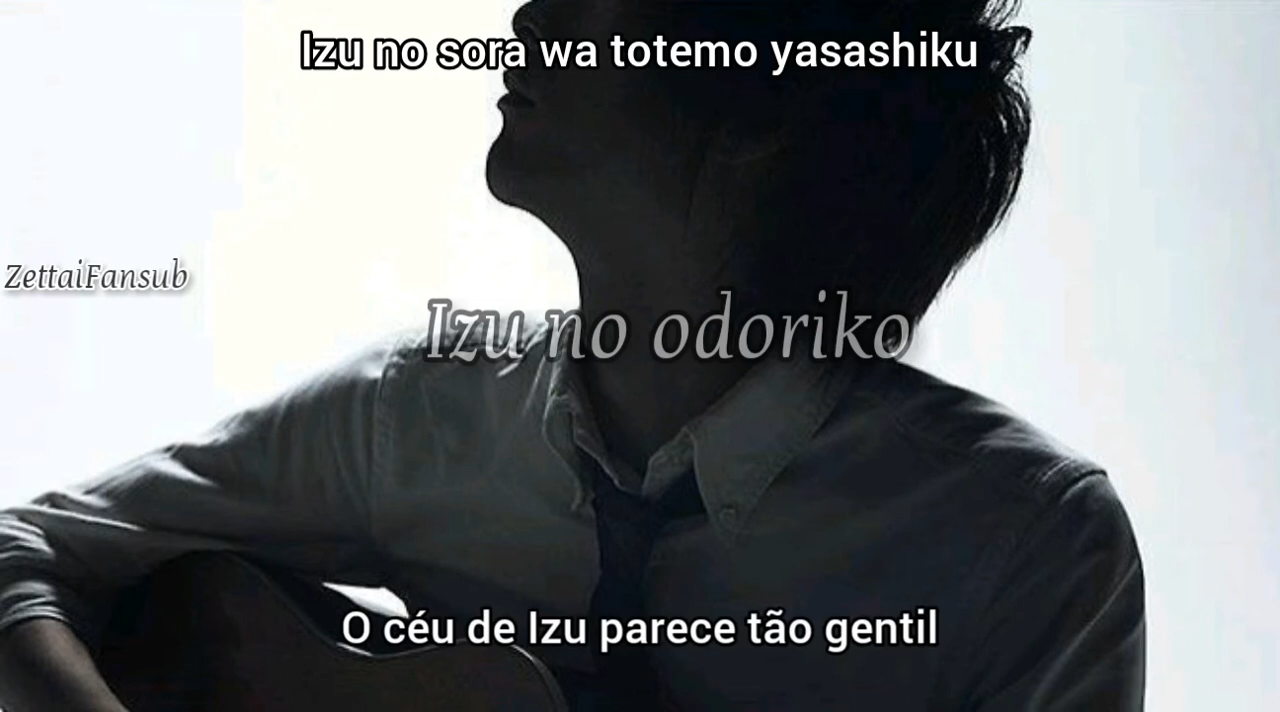 Izu no sora wa totemo yasashiku
ZettaiFansub
Izu no odoriko
O céu de Izu parece tão gentil